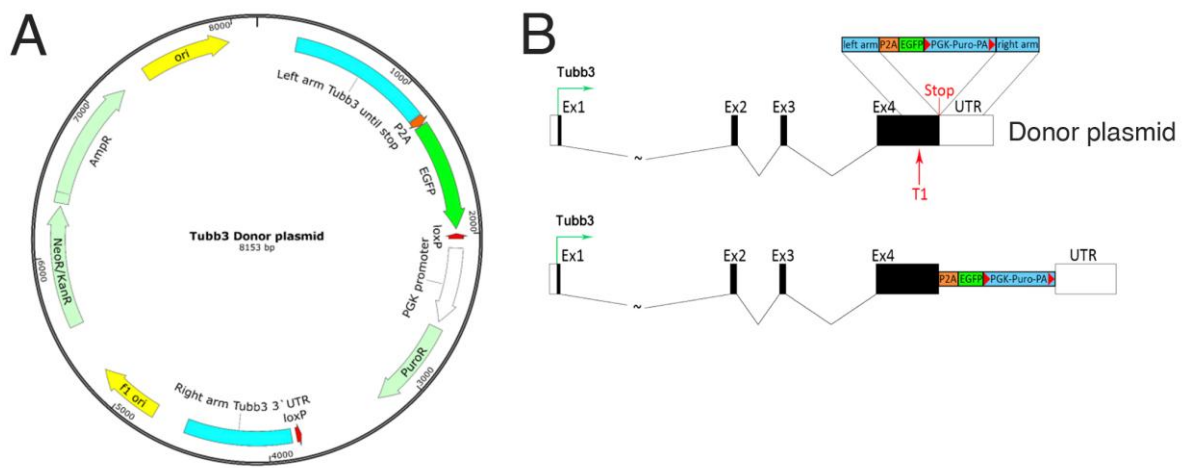 A
8000
ori
1000
Left arm Tubb3 until stop
P2A
EGFP
2000
loxP
PGK promoter
PuroR
3000
loxP
4000
Right arm Tubb3 3`UTR
f1 ori
5000
NeoR/KanR
6000
AmpR
7000
Tubb3 Donor plasmid
8153 bp
B
left arm P2A EGFP PGK-Puro-PA right arm
Tubb3
Ex1 Ex2 Ex3 Ex4 Stop UTR
Donor plasmid
~
T1
Tubb3
Ex1 Ex2 Ex3 Ex4 UTR
P2A EGFP PGK-Puro-PA
~